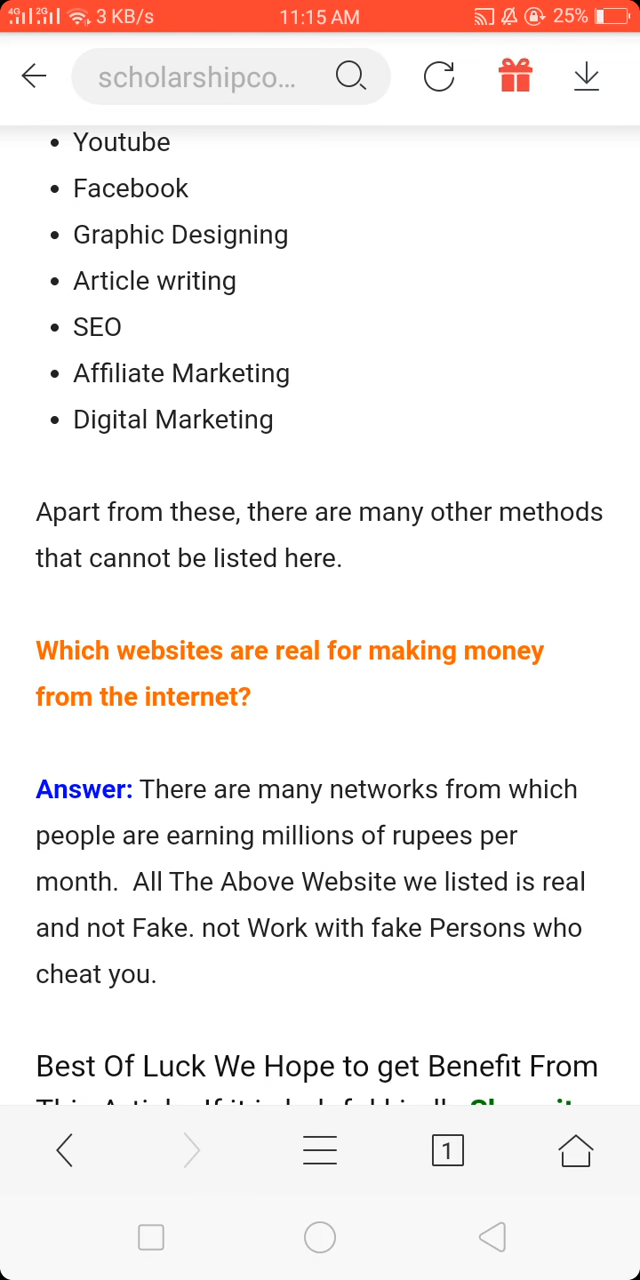 4G 2G 3 KB/s 11:15 AM 25%
scholarshipco...
• Youtube
• Facebook
• Graphic Designing
• Article writing
• SEO
• Affiliate Marketing
• Digital Marketing
Apart from these, there are many other methods
that cannot be listed here.
Which websites are real for making money
from the internet?
Answer: There are many networks from which
people are earning millions of rupees per
month. All The Above Website we listed is real
and not Fake. not Work with fake Persons who
cheat you.
Best Of Luck We Hope to get Benefit From
1